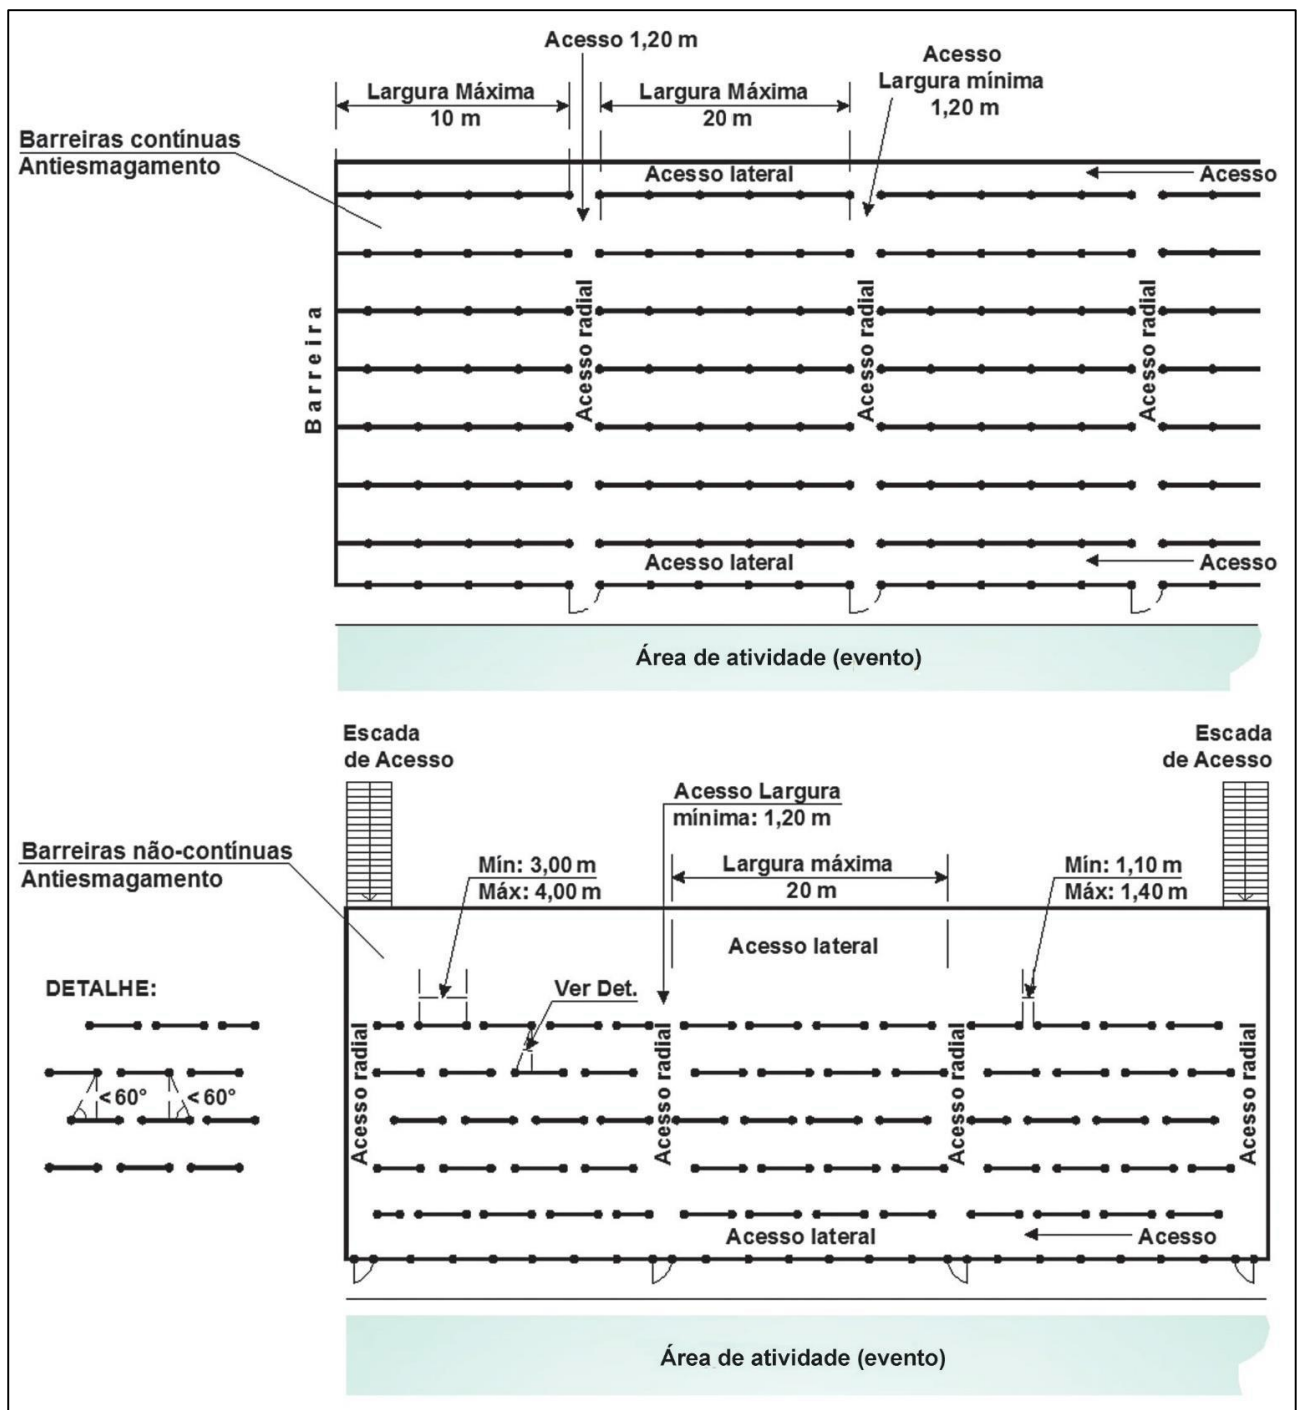 Acesso 1,20 m
Acesso
Largura mínima
1,20 m
Largura Máxima
10 m
Largura Máxima
20 m
Barreiras contínuas
Antiesmagamento
Acesso lateral
Acesso
Barreira
Acesso radial
Acesso radial
Acesso radial
Acesso lateral
Acesso
Área de atividade (evento)
Escada
de Acesso
Escada
de Acesso
Acesso Largura
mínima: 1,20 m
Barreiras não-contínuas
Antiesmagamento
Mín: 3,00 m
Máx: 4,00 m
Largura máxima
20 m
Mín: 1,10 m
Máx: 1,40 m
Acesso lateral
DETALHE:
Ver Det.
< 60°
< 60°
Acesso radial
Acesso radial
Acesso radial
Acesso radial
Acesso lateral
Acesso
Área de atividade (evento)